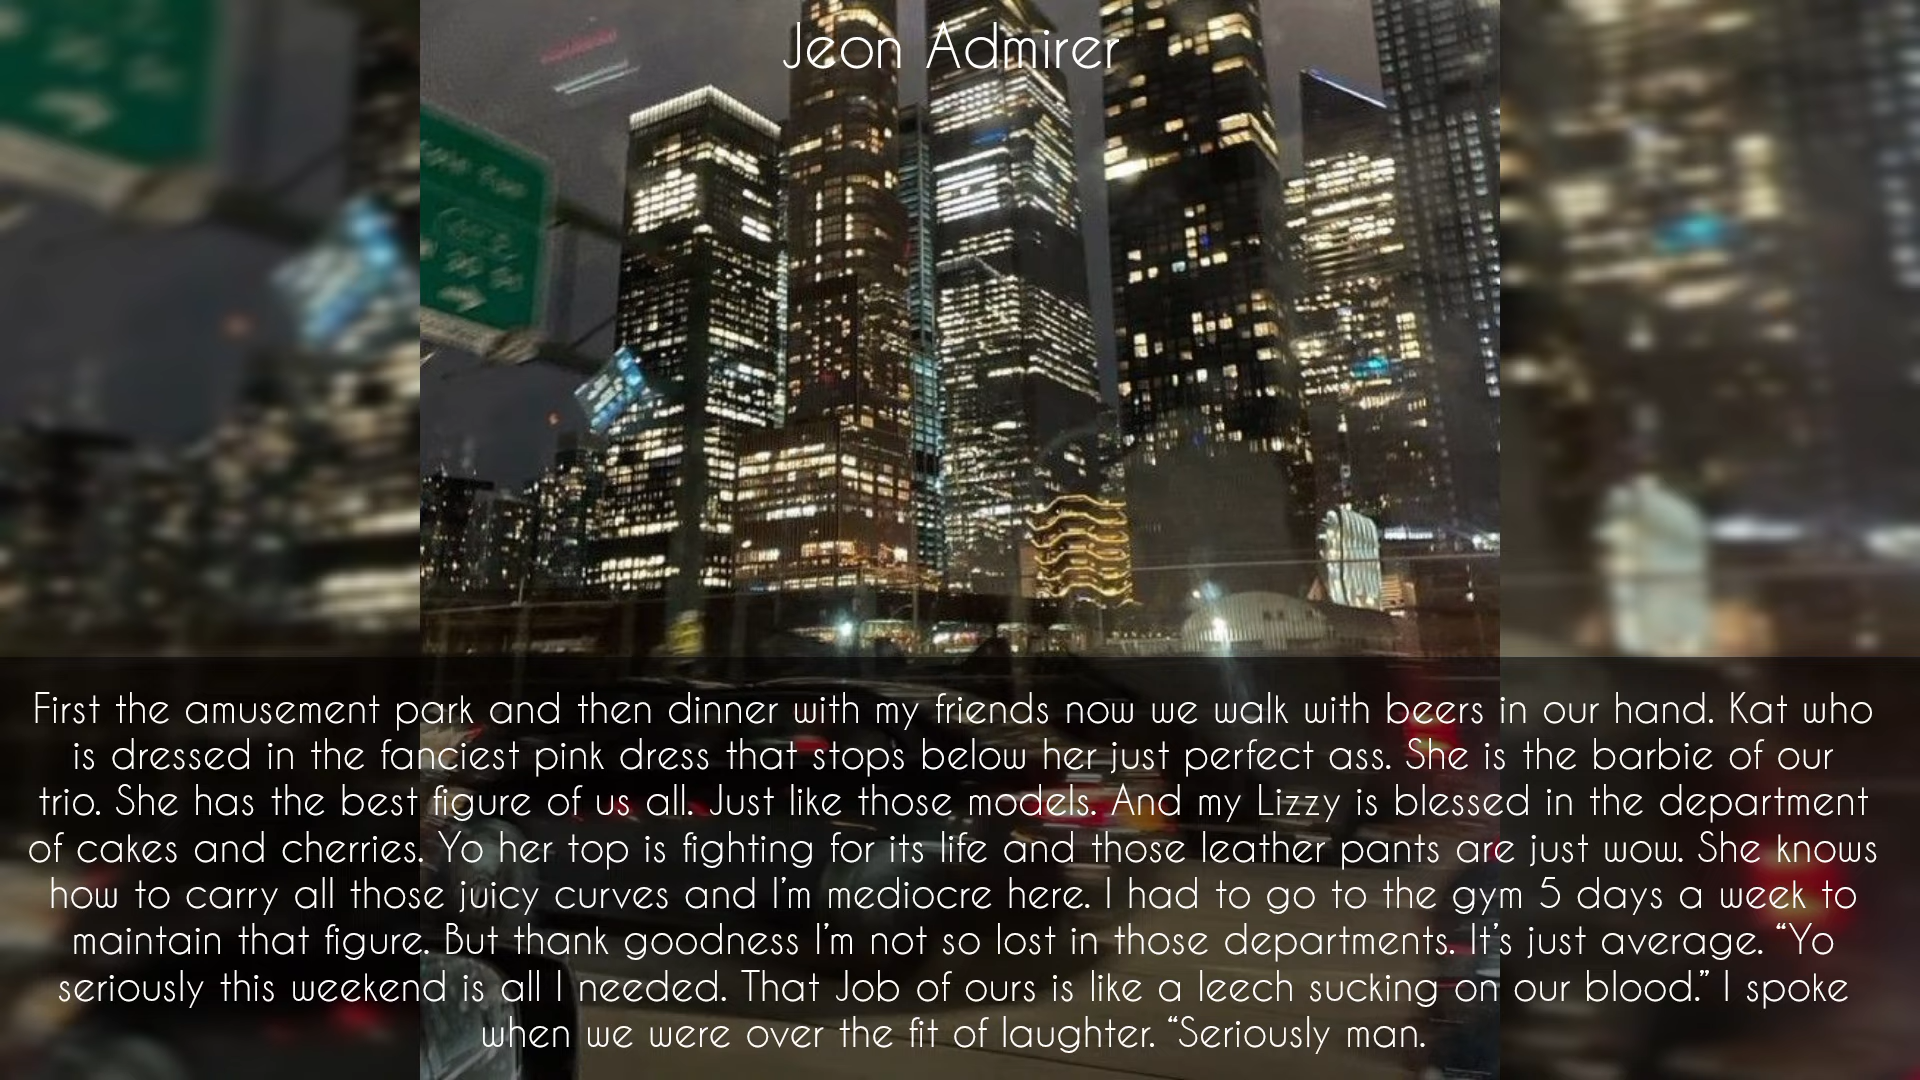 Jeon Admirer
First the amusement park and then dinner with my friends now we walk with beers in our hand. Kat who
is dressed in the fanciest pink dress that stops below her just perfect ass. She is the barbie of our
trio. She has the best figure of us all. Just like those models. And my Lizzy is blessed in the department
of cakes and cherries. Yo her top is fighting for its life and those leather pants are just wow. She knows
how to carry all those juicy curves and I’m mediocre here. I had to go to the gym 5 days a week to
maintain that figure. But thank goodness I’m not so lost in those departments. It’s just average. “Yo
seriously this weekend is all I needed. That Job of ours is like a leech sucking on our blood.” I spoke
when we were over the fit of laughter. “Seriously man.